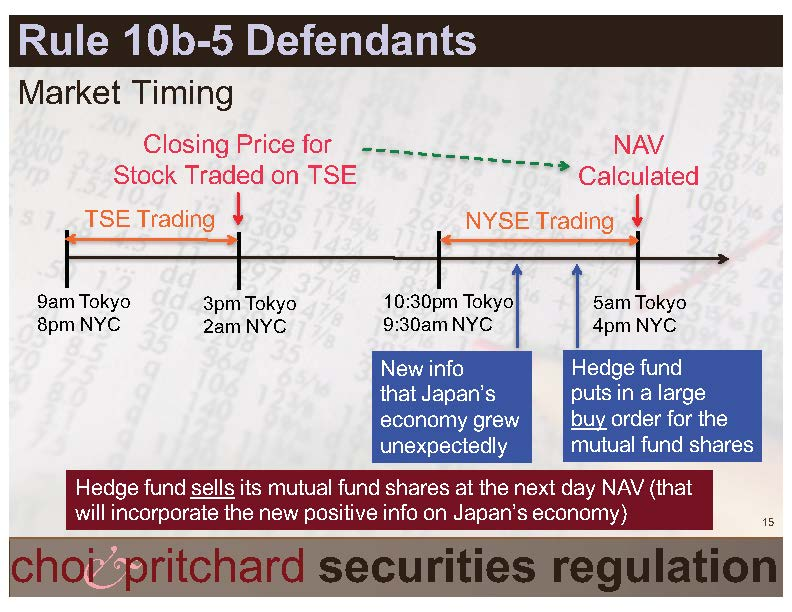 Rule 10b-5 Defendants
Market Timing
Closing Price for
Stock Traded on TSE
NAV
Calculated
TSE Trading
NYSE Trading
9am Tokyo
8pm NYC
3pm Tokyo
2am NYC
10:30pm Tokyo
9:30am NYC
5am Tokyo
4pm NYC
New info
that Japan's
economy grew
unexpectedly
Hedge fund
puts in a large
buy order for the
mutual fund shares
Hedge fund sells its mutual fund shares at the next day NAV (that
will incorporate the new positive info on Japan's economy)
15
choi & pritchard securities regulation